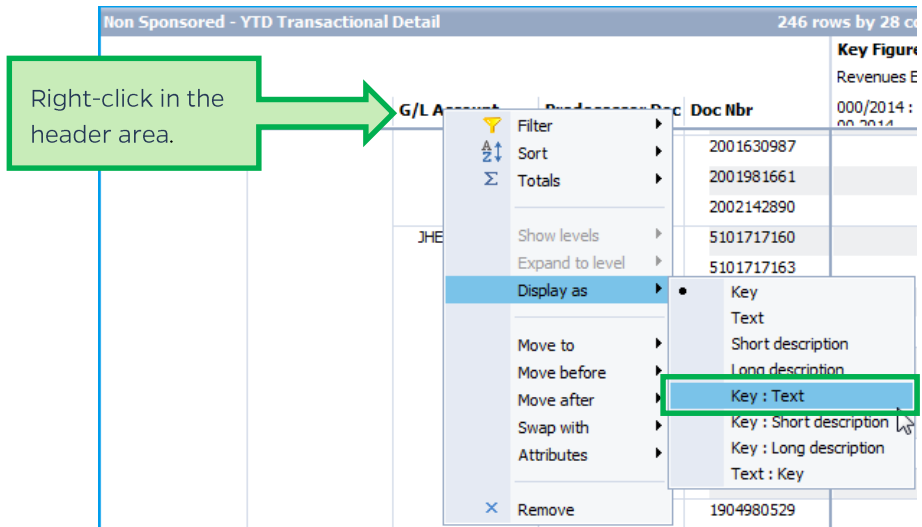 Non Sponsored - YTD Transactional Detail 246 rows by 28
Key Figure
Revenues
000/2014 :
Right-click in the
header area.
G/L Predecessor Doc Doc Nbr
Filter
Sort
Totals
Show levels
Expand to level
Display as
Move to
Move before
Move after
Swap with
Attributes
Remove
2001630987
2001981661
2002142890
JHE 5101717160
5101717163
Key
Text
Short description
Long description
Key : Text
Key : Short description
Key : Long description
Text : Key
1904980529